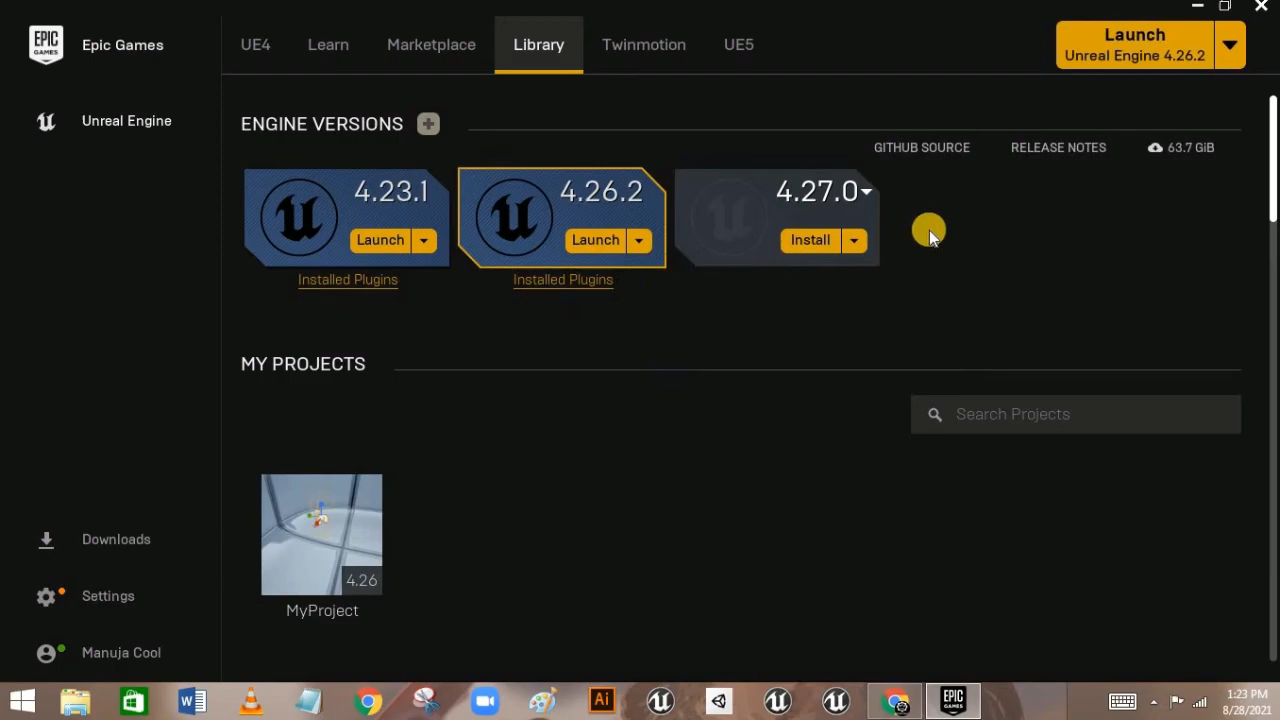 EPIC GAMES
Epic Games
UE4
Learn
Marketplace
Library
Twinmotion
UE5
Launch
Unreal Engine 4.26.2
Unreal Engine
ENGINE VERSIONS
GITHUB SOURCE
RELEASE NOTES
63.7 GiB
4.23.1
Launch
Installed Plugins
4.26.2
Launch
Installed Plugins
4.27.0
Install
MY PROJECTS
Search Projects
4.26
MyProject
Downloads
Settings
Manuja Cool
Ai
EPIC GAMES
1:23 PM
8/28/2021